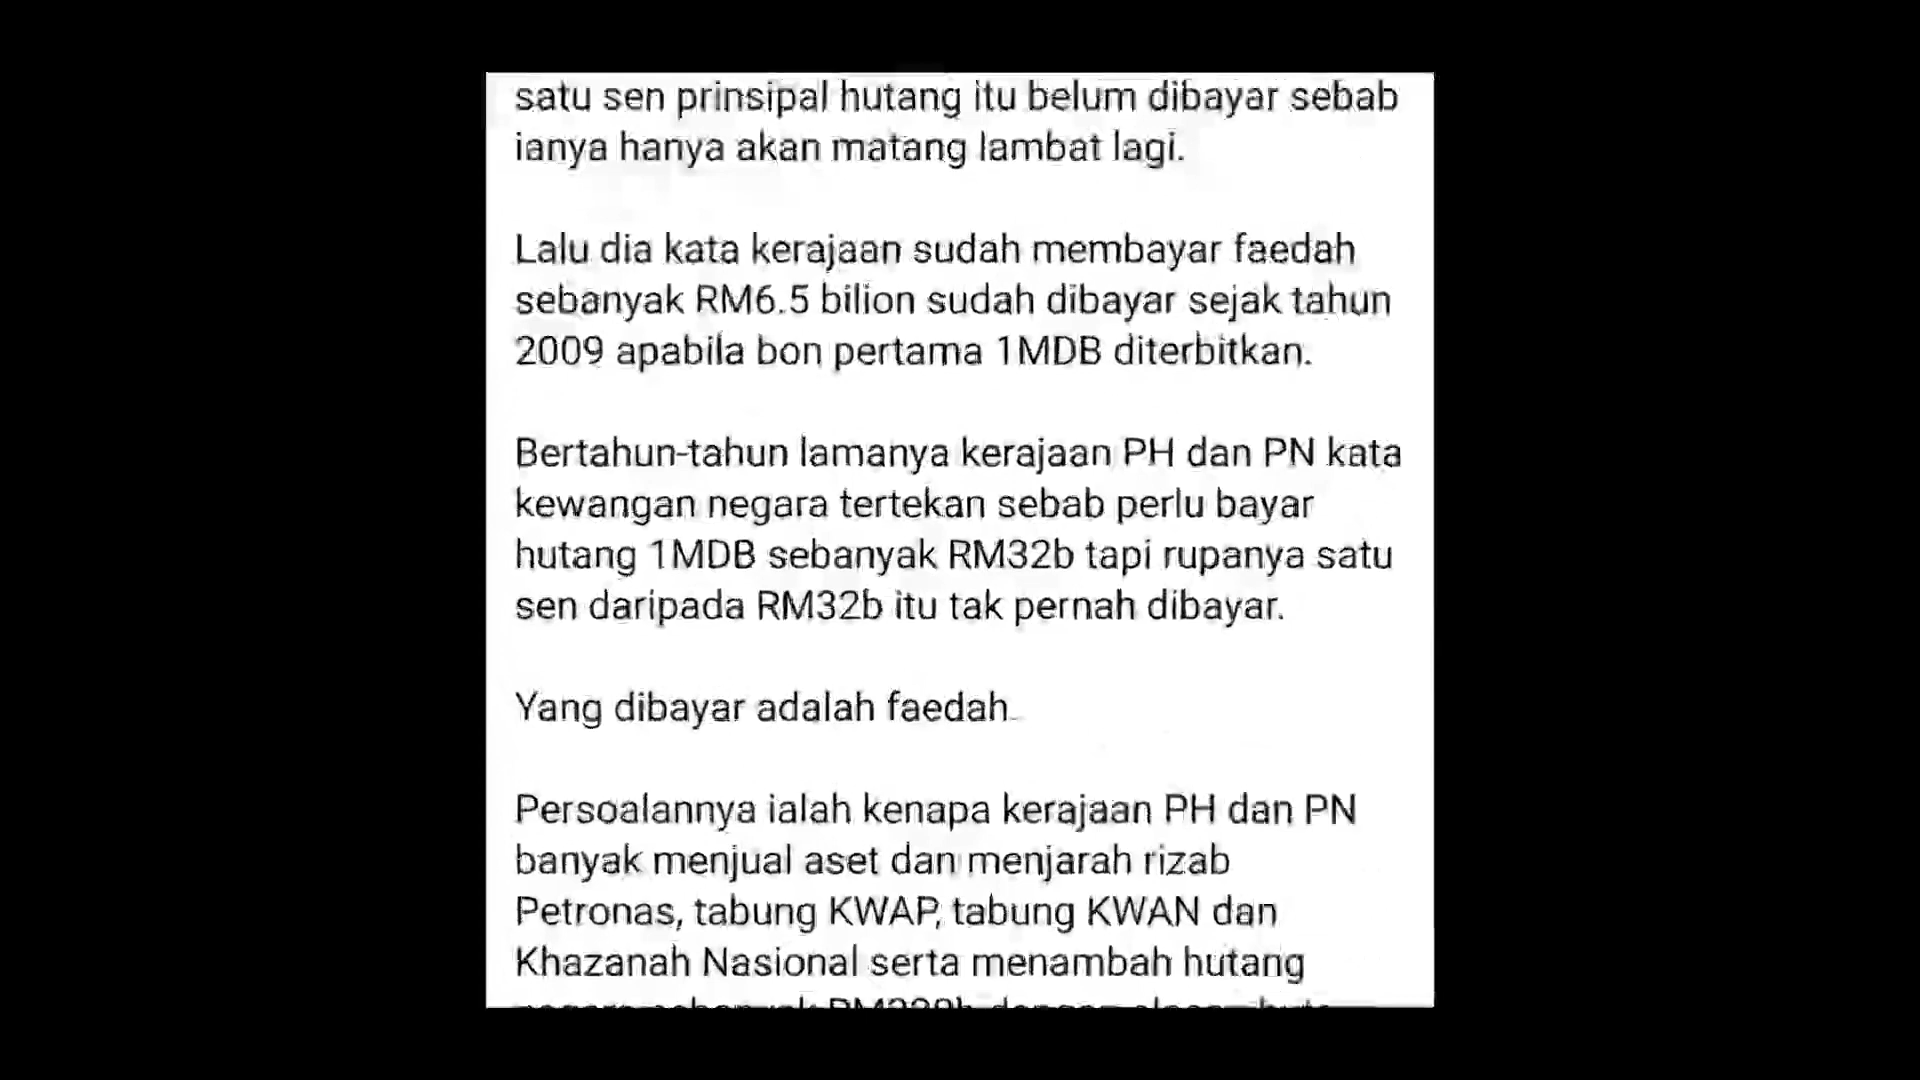 satu sen prinsipal hutang itu belum dibayar sebab
ianya hanya akan matang lambat lagi.
Lalu dia kata kerajaan sudah membayar faedah
sebanyak RM6.5 bilion sudah dibayar sejak tahun
2009 apabila bon pertama 1MDB diterbitkan.
Bertahun-tahun lamanya kerajaan PH dan PN kata
kewangan negara tertekan sebab perlu bayar
hutang 1MDB sebanyak RM32b tapi rupanya satu
sen daripada RM32b itu tak pernah dibayar.
Yang dibayar adalah faedah.
Persoalannya ialah kenapa kerajaan PH dan PN
banyak menjual aset dan menjarah rizab
Petronas, tabung KWAP, tabung KWAN dan
Khazanah Nasional serta menambah hutang